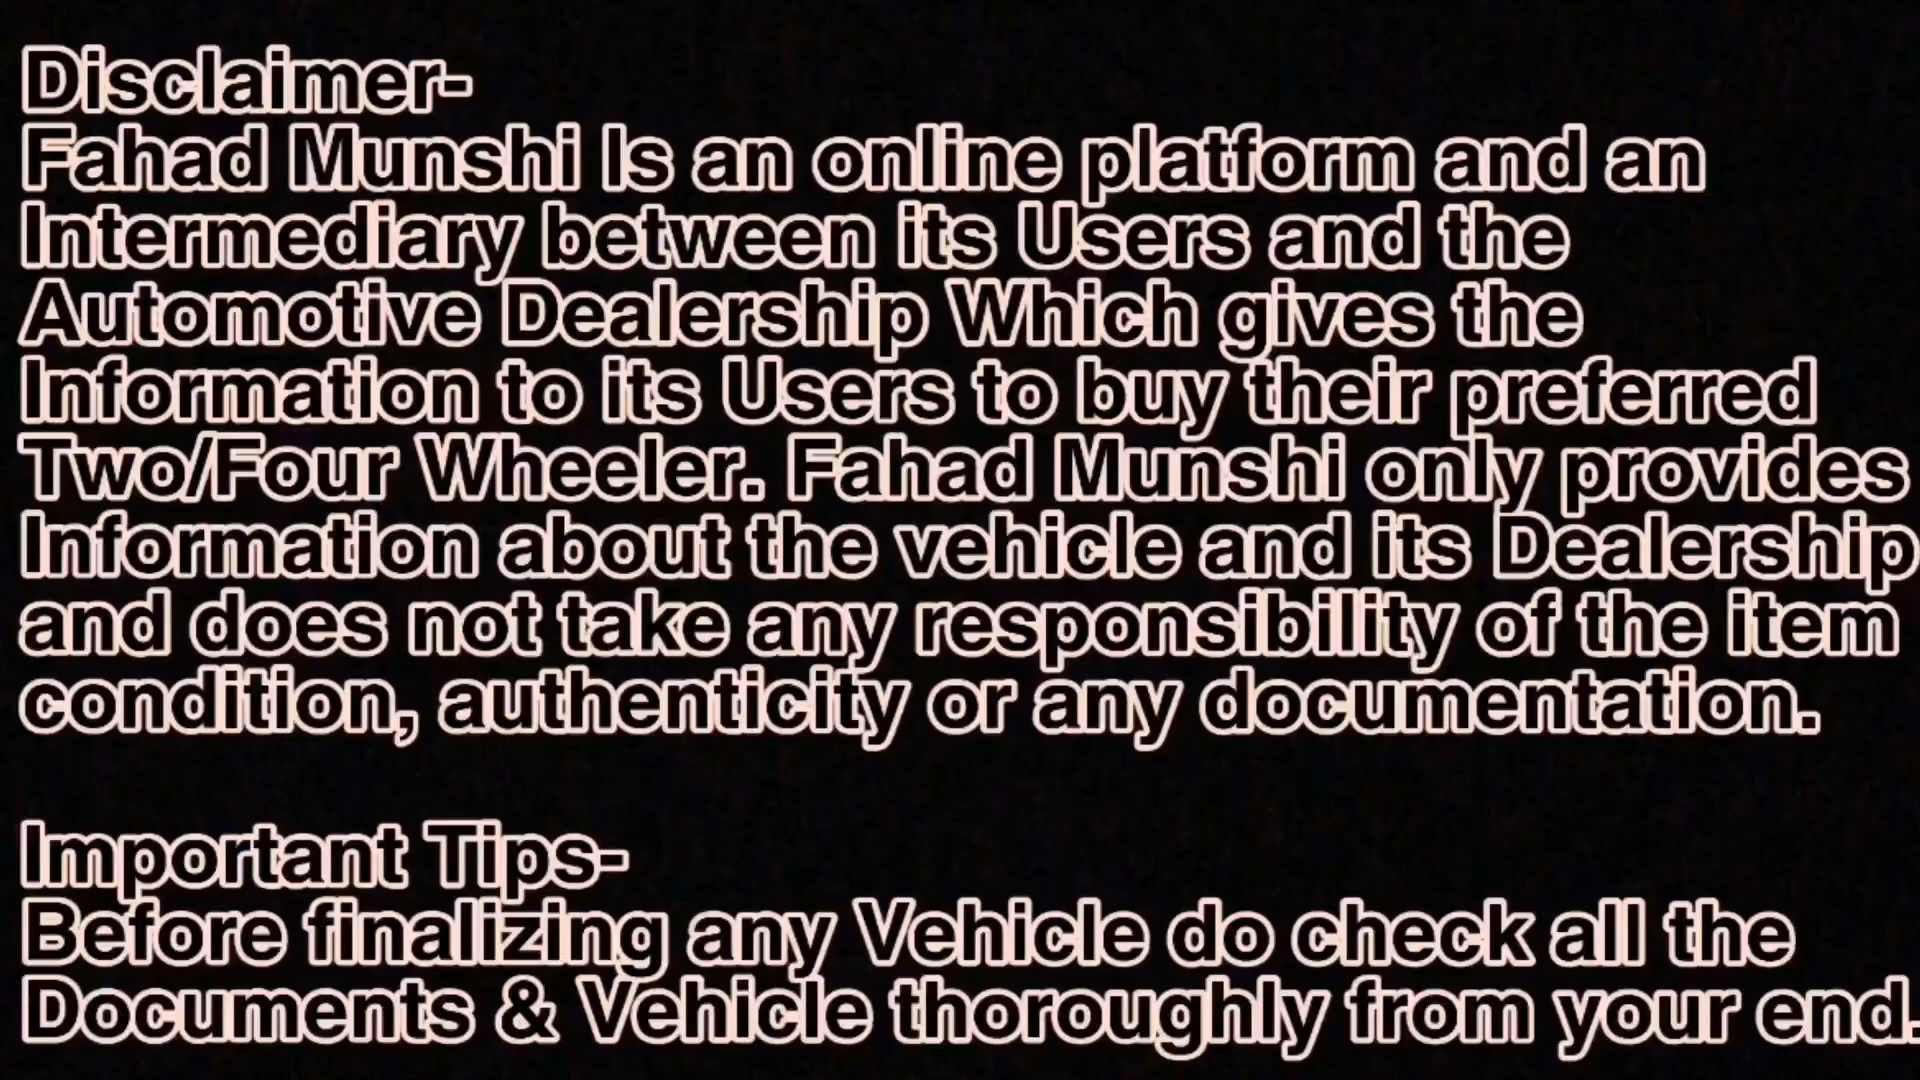 Disclaimer-
Fahad Munshi Is an online platform and an
Intermediary between its Users and the
Automotive Dealership Which gives the
Information to its Users to buy their preferred
Two/Four Wheeler. Fahad Munshi only provides
Information about the vehicle and its Dealership
and does not take any responsibility of the item
condition, authenticity or any documentation.
Important Tips-
Before finalizing any Vehicle do check all the
Documents & Vehicle thoroughly from your end.